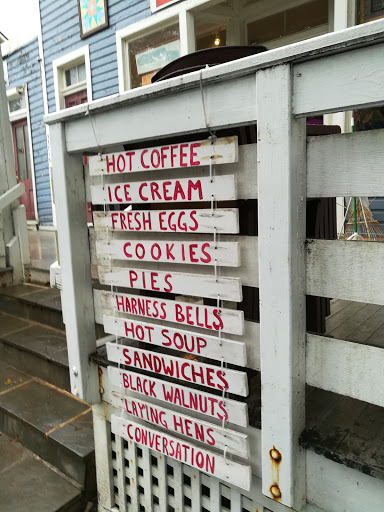 HOT COFFEE
ICE CREAM
FRESH EGGS
COOKIES
PIES
HARNESS BELLS
HOT SOUP
SANDWICHES
BLACK WALNUTS
LAYING HENS
CONVERSATION